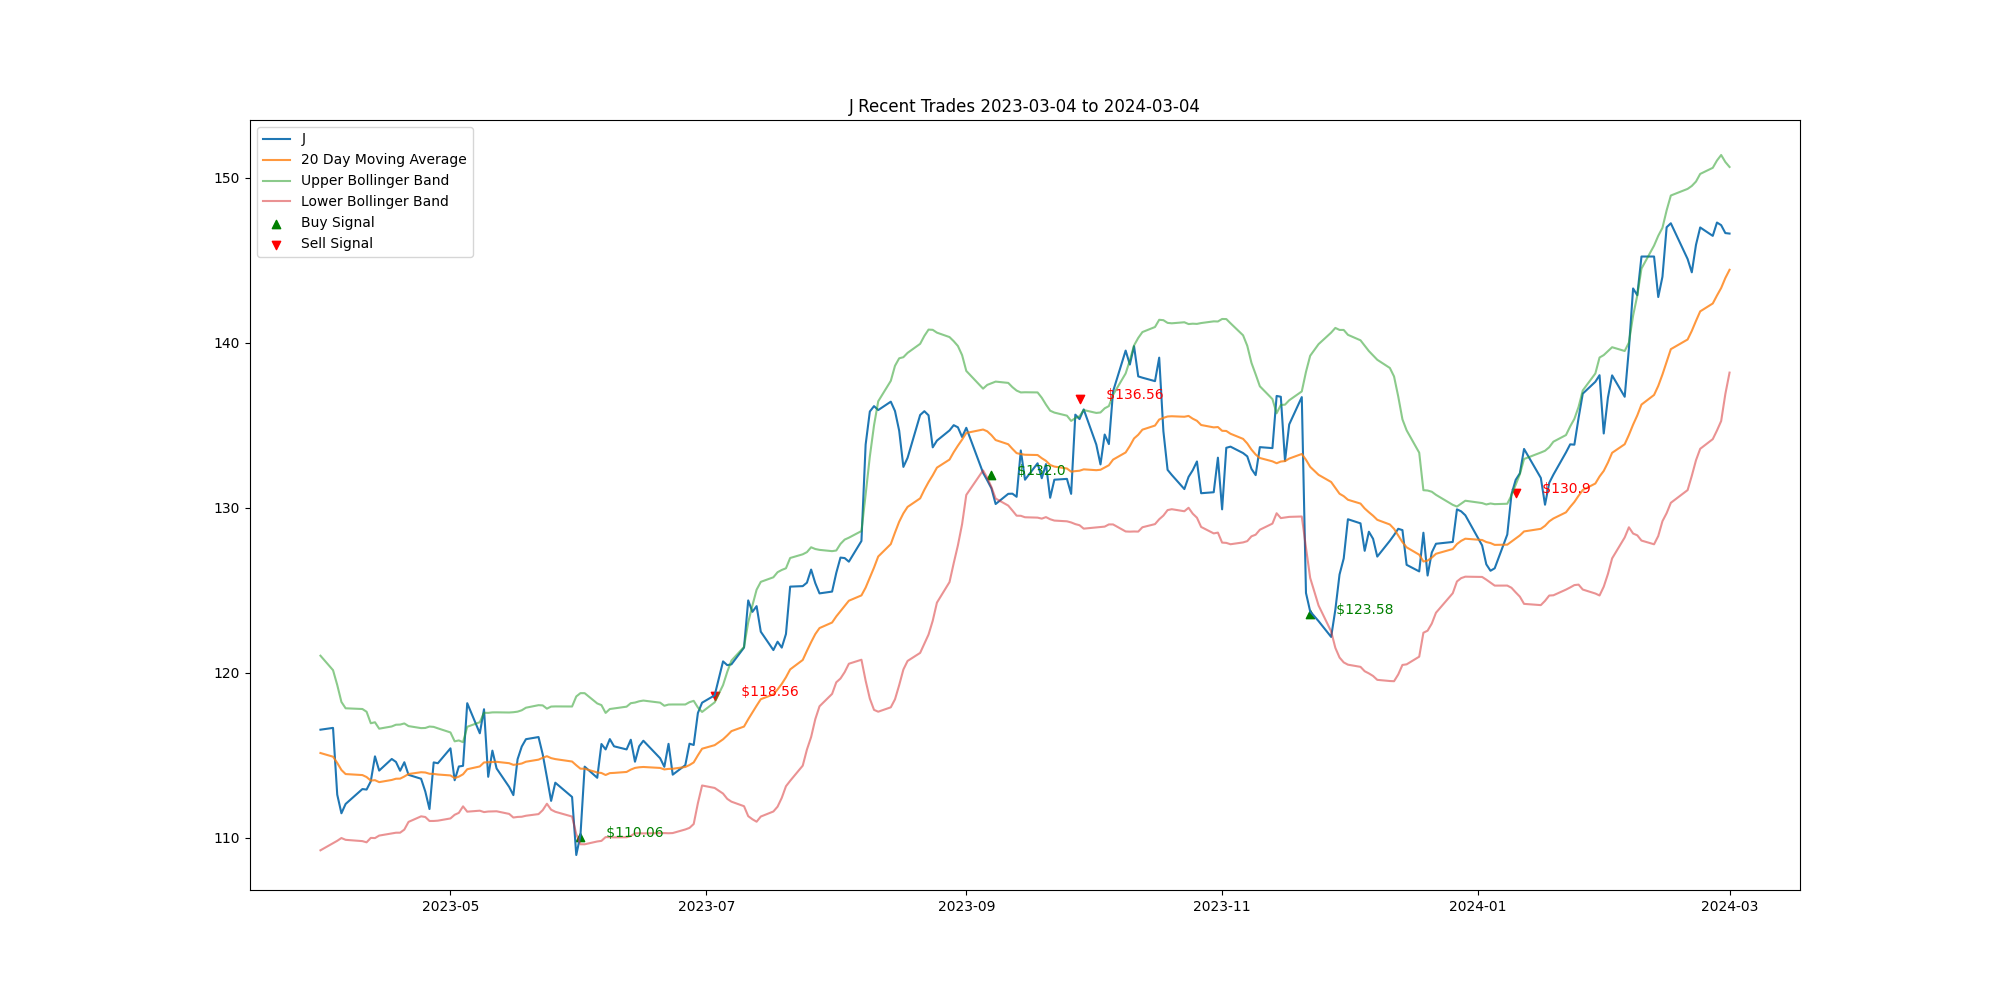 J Recent Trades 2023-03-04 to 2024-03-04
J
20 Day Moving Average
Upper Bollinger Band
Lower Bollinger Band
Buy Signal
Sell Signal
150
140
130
120
110
$136.56
$132.0
$130.9
$123.58
$118.56
$110.06
2023-05
2023-07
2023-09
2023-11
2024-01
2024-03